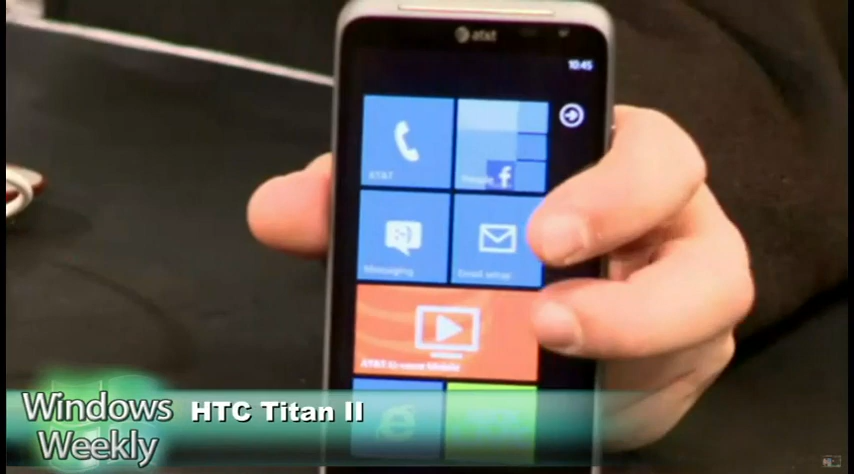 at&t
10:45
AT&T
People
f
Messaging
Email setup
AT&T U-verse Mobile
Windows
Weekly
HTC Titan II